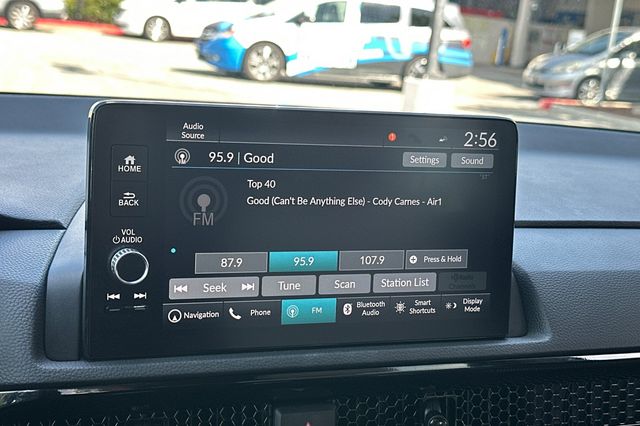 Audio
Source
2:56
95.9 | Good
Settings
Sound
HOME
BACK
VOL
AUDIO
Top 40
Good (Can't Be Anything Else) - Cody Carnes - Air1
FM
87.9
95.9
107.9
Press & Hold
Seek
Tune
Scan
Station List
Radio
Channels
Navigation
Phone
FM
Bluetooth
Audio
Smart
Shortcuts
Display
Mode